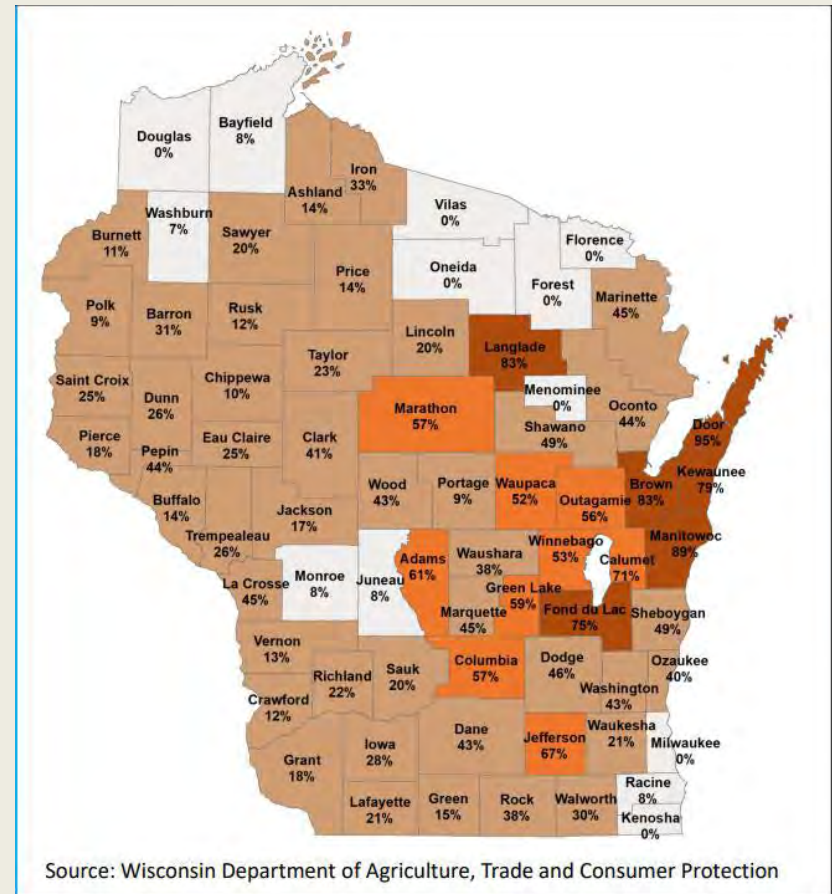 Douglas
0%
Bayfield
8%
Iron
33%
Ashland
14%
Vilas
0%
Washburn
7%
Burnett
11%
Sawyer
20%
Florence
0%
Oneida
0%
Price
14%
Forest
0%
Marinette
45%
Polk
9%
Barron
31%
Rusk
12%
Lincoln
20%
Langlade
83%
Taylor
23%
Saint Croix
25%
Chippewa
10%
Dunn
26%
Menominee
0%
Oconto
44%
Marathon
57%
Door
95%
Shawano
49%
Pierce
18%
Eau Claire
25%
Clark
41%
Pepin
44%
Kewaunee
79%
Brown
83%
Wood
43%
Portage
9%
Waupaca
52%
Outagamie
56%
Buffalo
14%
Jackson
17%
Trempealeau
26%
Manitowoc
89%
Winnebago
53%
Calumet
71%
Adams
61%
Waushara
38%
Monroe
8%
Juneau
8%
La Crosse
45%
Green Lake
59%
Marquette
45%
Fond du Lac
75%
Sheboygan
49%
Vernon
13%
Columbia
57%
Dodge
46%
Ozaukee
40%
Richland
22%
Sauk
20%
Washington
43%
Crawford
12%
Dane
43%
Jefferson
67%
Waukesha
21%
Milwaukee
0%
Iowa
28%
Grant
18%
Racine
8%
Lafayette
21%
Green
15%
Rock
38%
Walworth
30%
Kenosha
0%
Source: Wisconsin Department of Agriculture, Trade and Consumer Protection